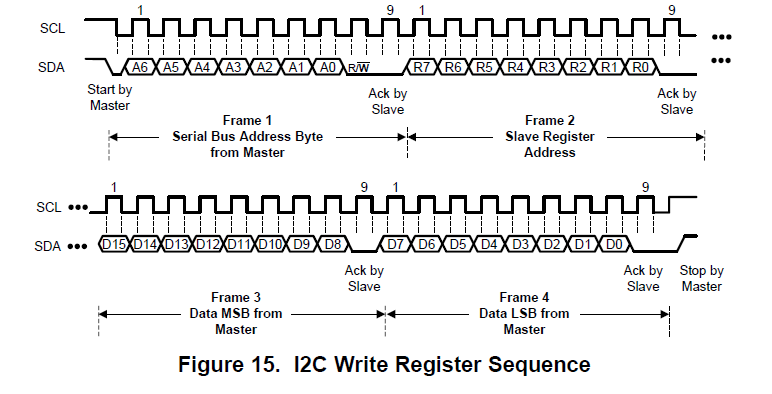 1 9 1 9
SCL
SDA A6 A5 A4 A3 A2 A1 A0 R/W̅ R7 R6 R5 R4 R3 R2 R1 R0
Start by
Master
Ack by
Slave
Ack by
Slave
Frame 1
Serial Bus Address Byte
from Master
Frame 2
Slave Register
Address
1 9 1 9
SCL
SDA D15 D14 D13 D12 D11 D10 D9 D8 D7 D6 D5 D4 D3 D2 D1 D0
Ack by
Slave
Ack by
Slave
Stop by
Master
Frame 3
Data MSB from
Master
Frame 4
Data LSB from
Master
Figure 15. I2C Write Register Sequence